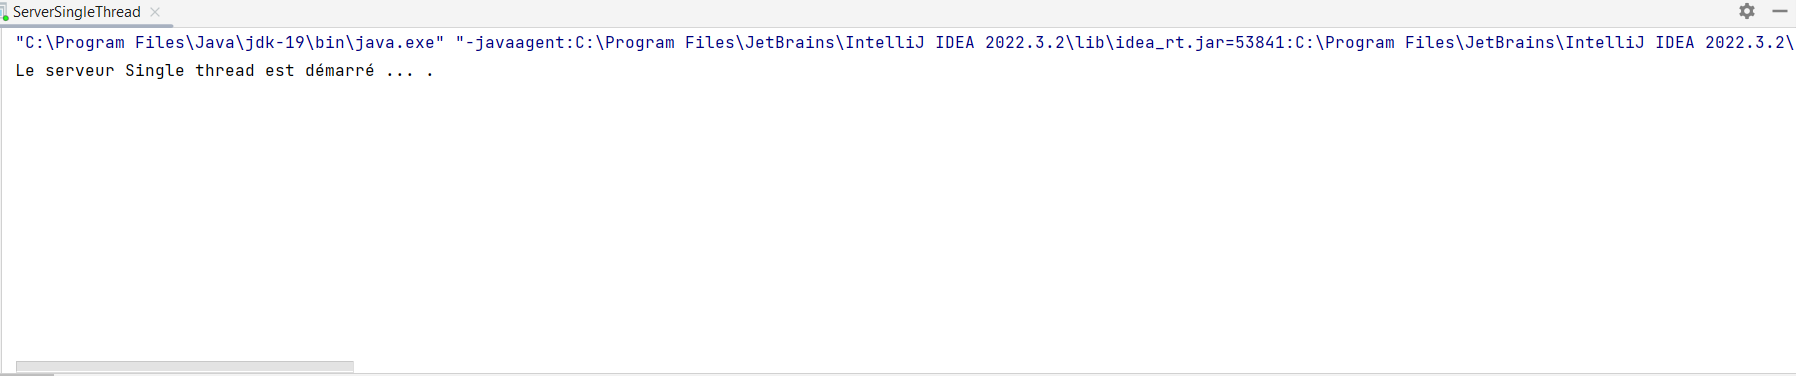 ServerSingleThread
"C:\Program Files\Java\jdk-19\bin\java.exe" "-javaagent:C:\Program Files\JetBrains\IntelliJ IDEA 2022.3.2\lib\idea_rt.jar=53841:C:\Program Files\JetBrains\IntelliJ IDEA 2022.3.2\
Le serveur Single thread est démarré ... .